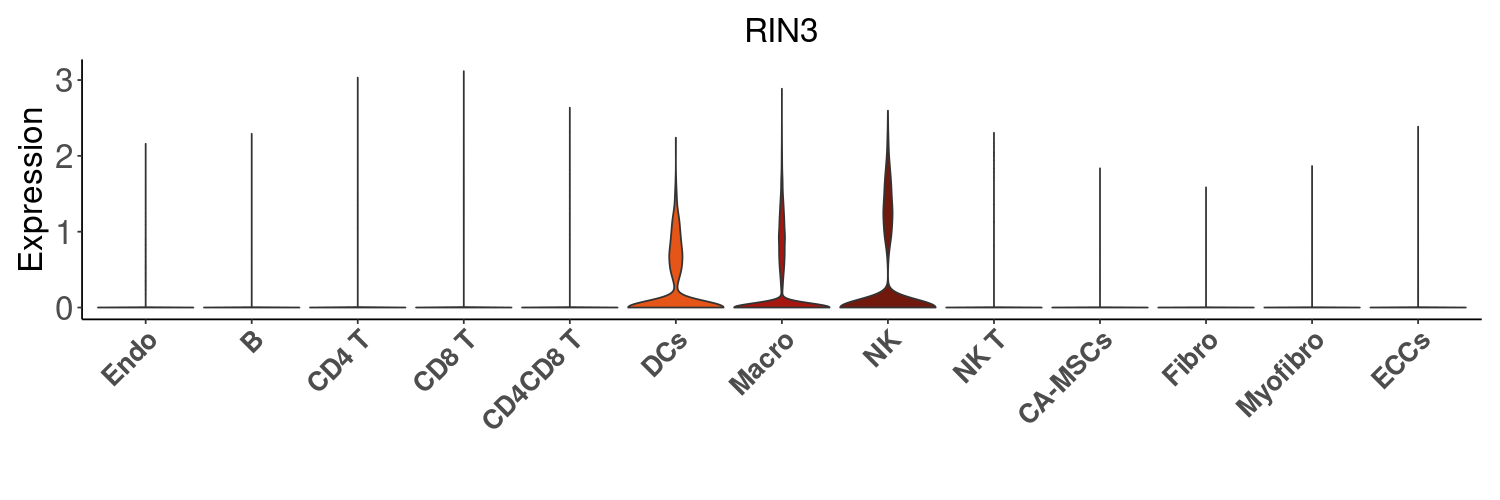 RIN3
Expression
3
2
1
0
Endo
B
CD4 T
CD8 T
CD4CD8 T
DCs
Macro
NK
NK T
CA-MSCs
Fibro
Myofibro
ECCs